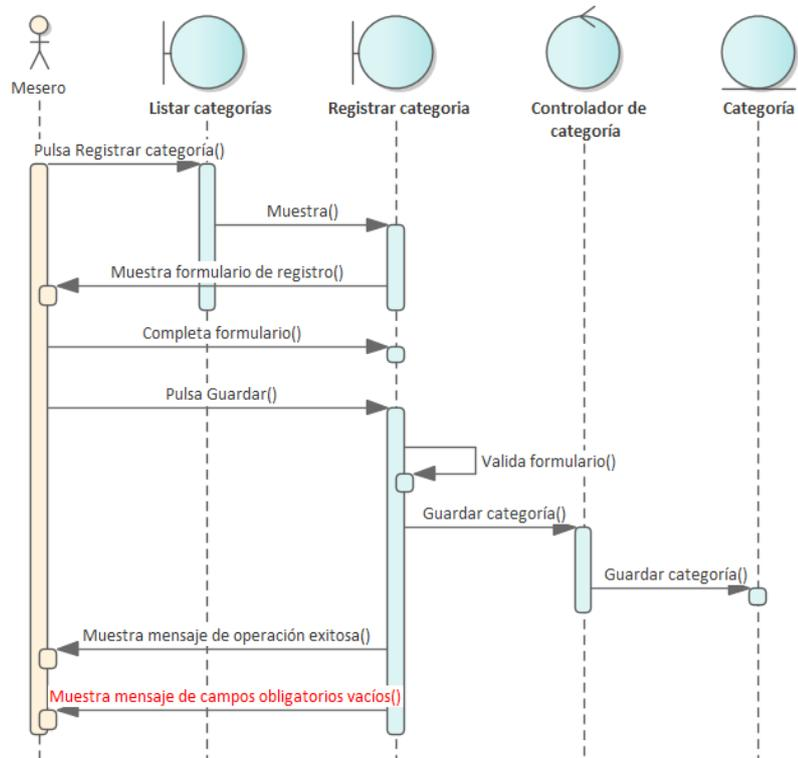 Mesero
Listar categorías
Registrar categoria
Controlador de
categoría
Categoría
Pulsa Registrar categoría()
Muestra()
Muestra formulario de registro()
Completa formulario()
Pulsa Guardar()
Valida formulario()
Guardar categoría()
Guardar categoría()
Muestra mensaje de operación exitosa()
Muestra mensaje de campos obligatorios vacíos()